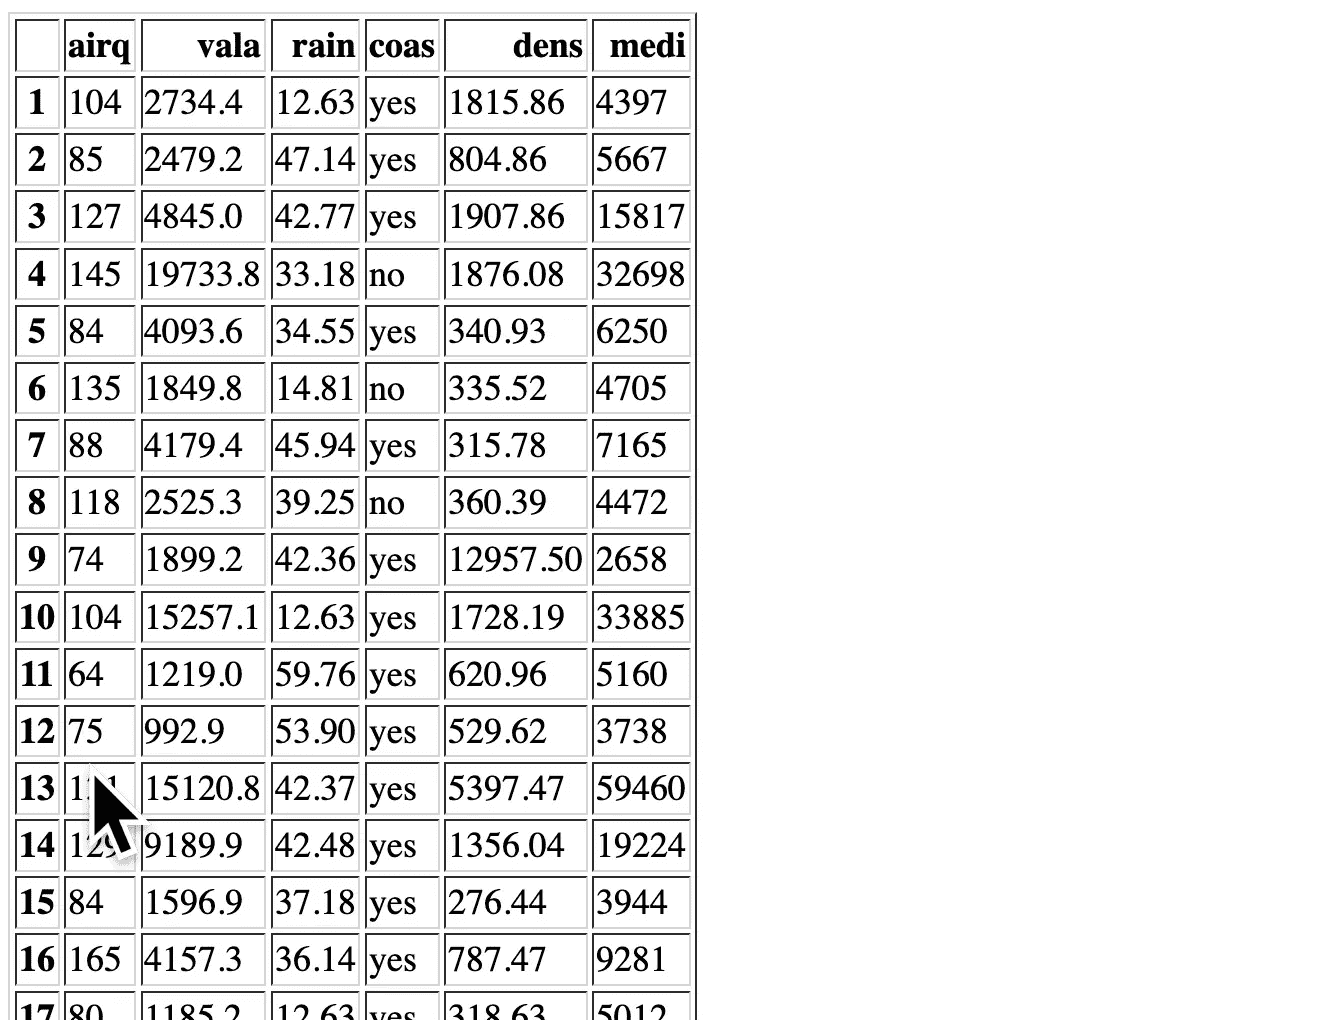 airq vala rain coas dens medi
1 104 2734.4 12.63 yes 1815.86 4397
2 85 2479.2 47.14 yes 804.86 5667
3 127 4845.0 42.77 yes 1907.86 15817
4 145 19733.8 33.18 no 1876.08 32698
5 84 4093.6 34.55 yes 340.93 6250
6 135 1849.8 14.81 no 335.52 4705
7 88 4179.4 45.94 yes 315.78 7165
8 118 2525.3 39.25 no 360.39 4472
9 74 1899.2 42.36 yes 12957.50 2658
10 104 15257.1 12.63 yes 1728.19 33885
11 64 1219.0 59.76 yes 620.96 5160
12 75 992.9 53.90 yes 529.62 3738
13 15120.8 42.37 yes 5397.47 59460
14 129 9189.9 42.48 yes 1356.04 19224
15 84 1596.9 37.18 yes 276.44 3944
16 165 4157.3 36.14 yes 787.47 9281
17 80 1185.2 12.63 yes 318.63 5012